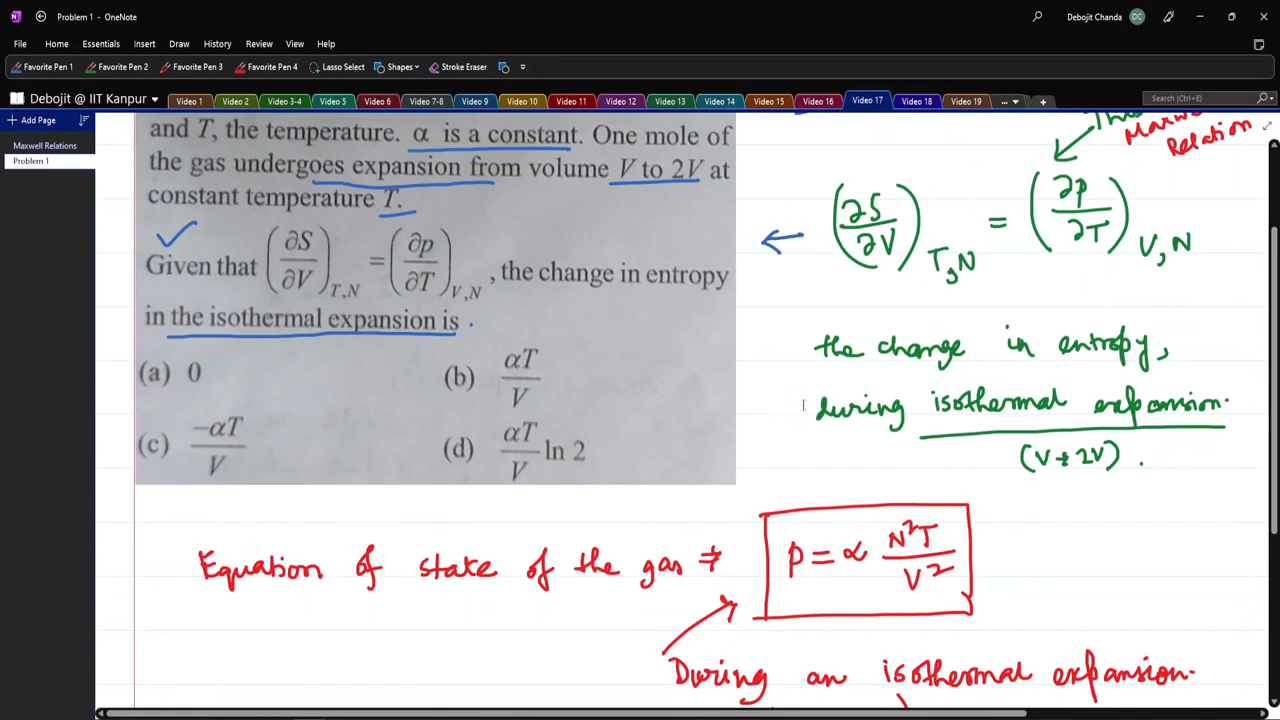 Problem 1 - OneNote
Debojit Chanda DC
File Home Essentials Insert Draw History Review View Help
Favorite Pen 1 Favorite Pen 2 Favorite Pen 3 Favorite Pen 4 Lasso Select Shapes Stroke Eraser
Debojit @ IIT Kanpur Video 1 Video 2 Video 3-4 Video 5 Video 6 Video 7-8 Video 9 Video 10 Video 11 Video 12 Video 13 Video 14 Video 15 Video 16 Video 17 Video 18 Video 19 ... + Search (Ctrl+E)
+ Add Page
Maxwell Relations
Problem 1
and T, the temperature. α is a constant. One mole of
the gas undergoes expansion from volume V to 2V at
constant temperature T.
Given that (∂S/∂V)T,N = (∂p/∂T)V,N, the change in entropy
in the isothermal expansion is
(a) 0 (b) αT/V
(c) −αT/V (d) αT/V ln 2
Relation
(∂S/∂V)T,N = (∂p/∂T)V,N
the change in entropy,
during isothermal expansion.
(V → 2V).
Equation of state of the gas ⇒ p = α N²T/V²
During an isothermal expansion.